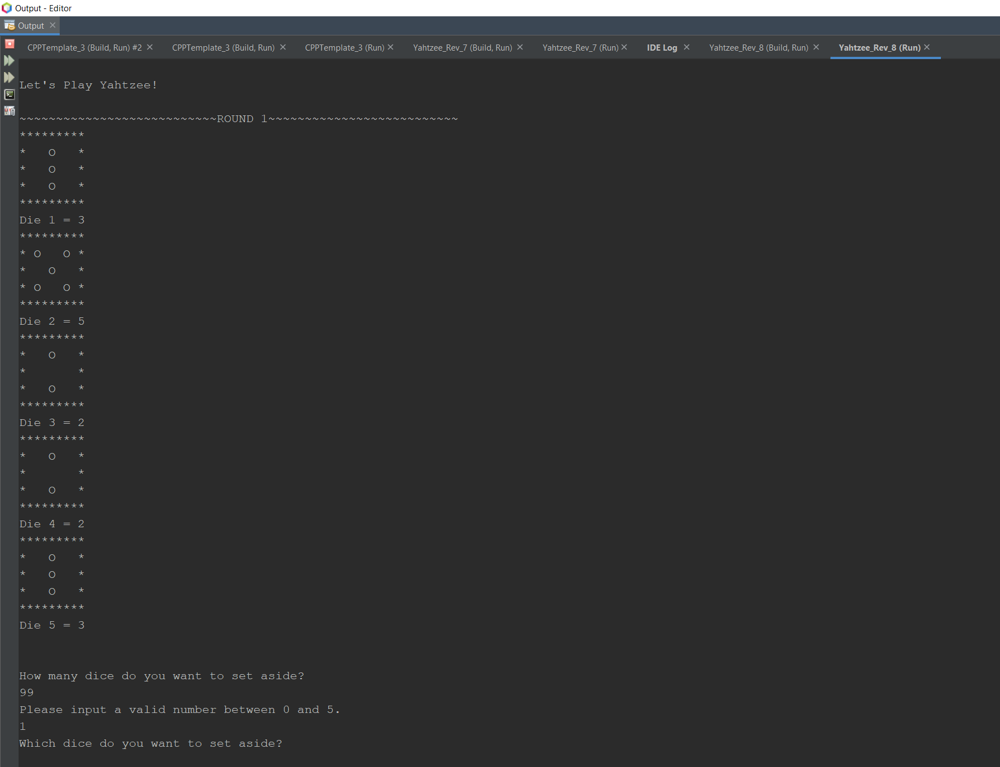 Output - Editor
Output
CPPTemplate_3 (Build, Run) #2 CPPTemplate_3 (Build, Run) CPPTemplate_3 (Run) Yahtzee_Rev_7 (Build, Run) Yahtzee_Rev_7 (Run) IDE Log Yahtzee_Rev_8 (Build, Run) Yahtzee_Rev_8 (Run)
Let's Play Yahtzee!
~~~~~~~~~~~~~~~~~~~~~~~~~~~ROUND 1~~~~~~~~~~~~~~~~~~~~~~~~~~
*********
*   o   *
*   o   *
*   o   *
*********
Die 1 = 3
*********
* o   o *
*   o   *
* o   o *
*********
Die 2 = 5
*********
*   o   *
*       *
*   o   *
*********
Die 3 = 2
*********
*   o   *
*       *
*   o   *
*********
Die 4 = 2
*********
*   o   *
*   o   *
*   o   *
*********
Die 5 = 3
How many dice do you want to set aside?
99
Please input a valid number between 0 and 5.
1
Which dice do you want to set aside?